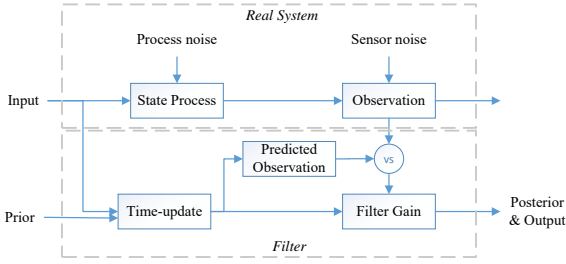 Real System
Process noise
Sensor noise
Input
State Process
Observation
Predicted
Observation
vs
Prior
Time-update
Filter Gain
Posterior
& Output
Filter